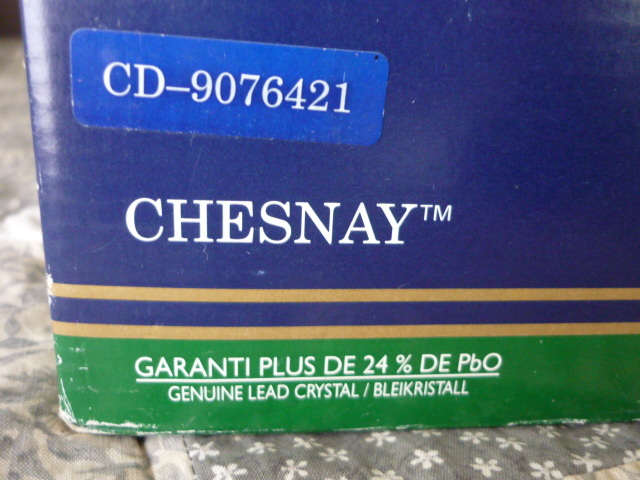 CD–9076421
CHESNAY™
GARANTI PLUS DE 24 % DE PbO
GENUINE LEAD CRYSTAL / BLEIKRISTALL